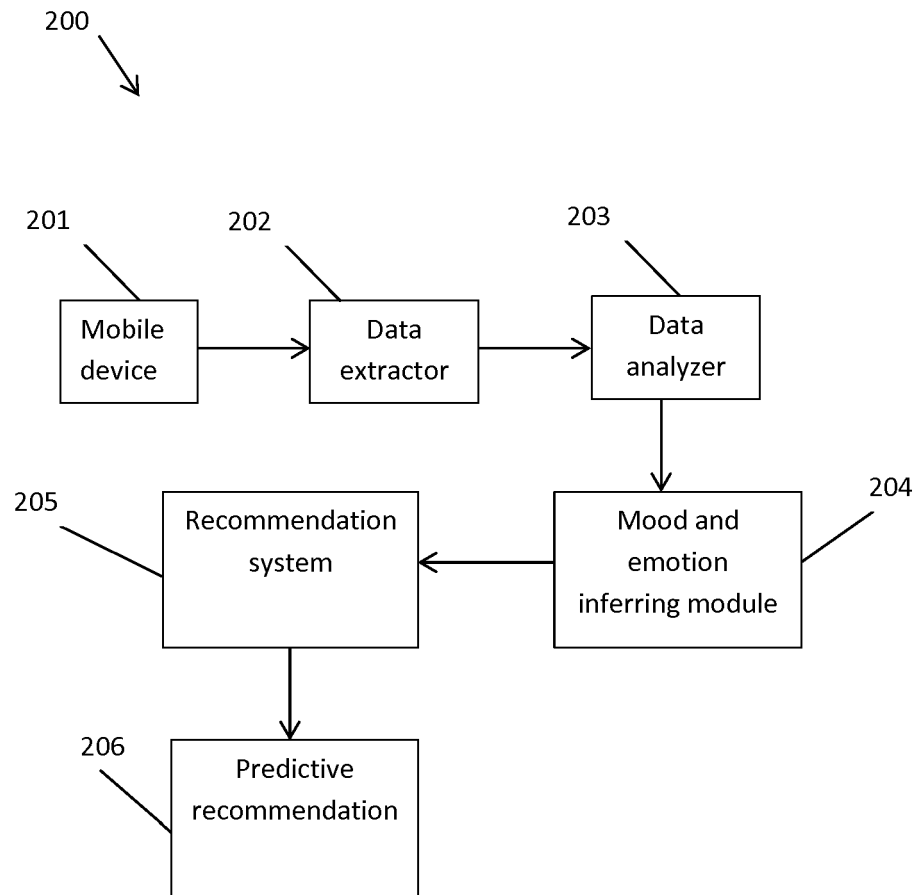 200
201
202
203
Mobile
device
Data
extractor
Data
analyzer
205
Recommendation
system
Mood and
emotion
inferring module
204
206
Predictive
recommendation